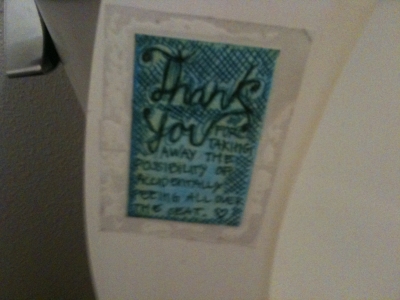 Thank
You FOR
TAKING
AWAY THE
POSSIBILITY OF
ACCIDENTALLY
PEEING ALL OVER
THE SEAT. ♡